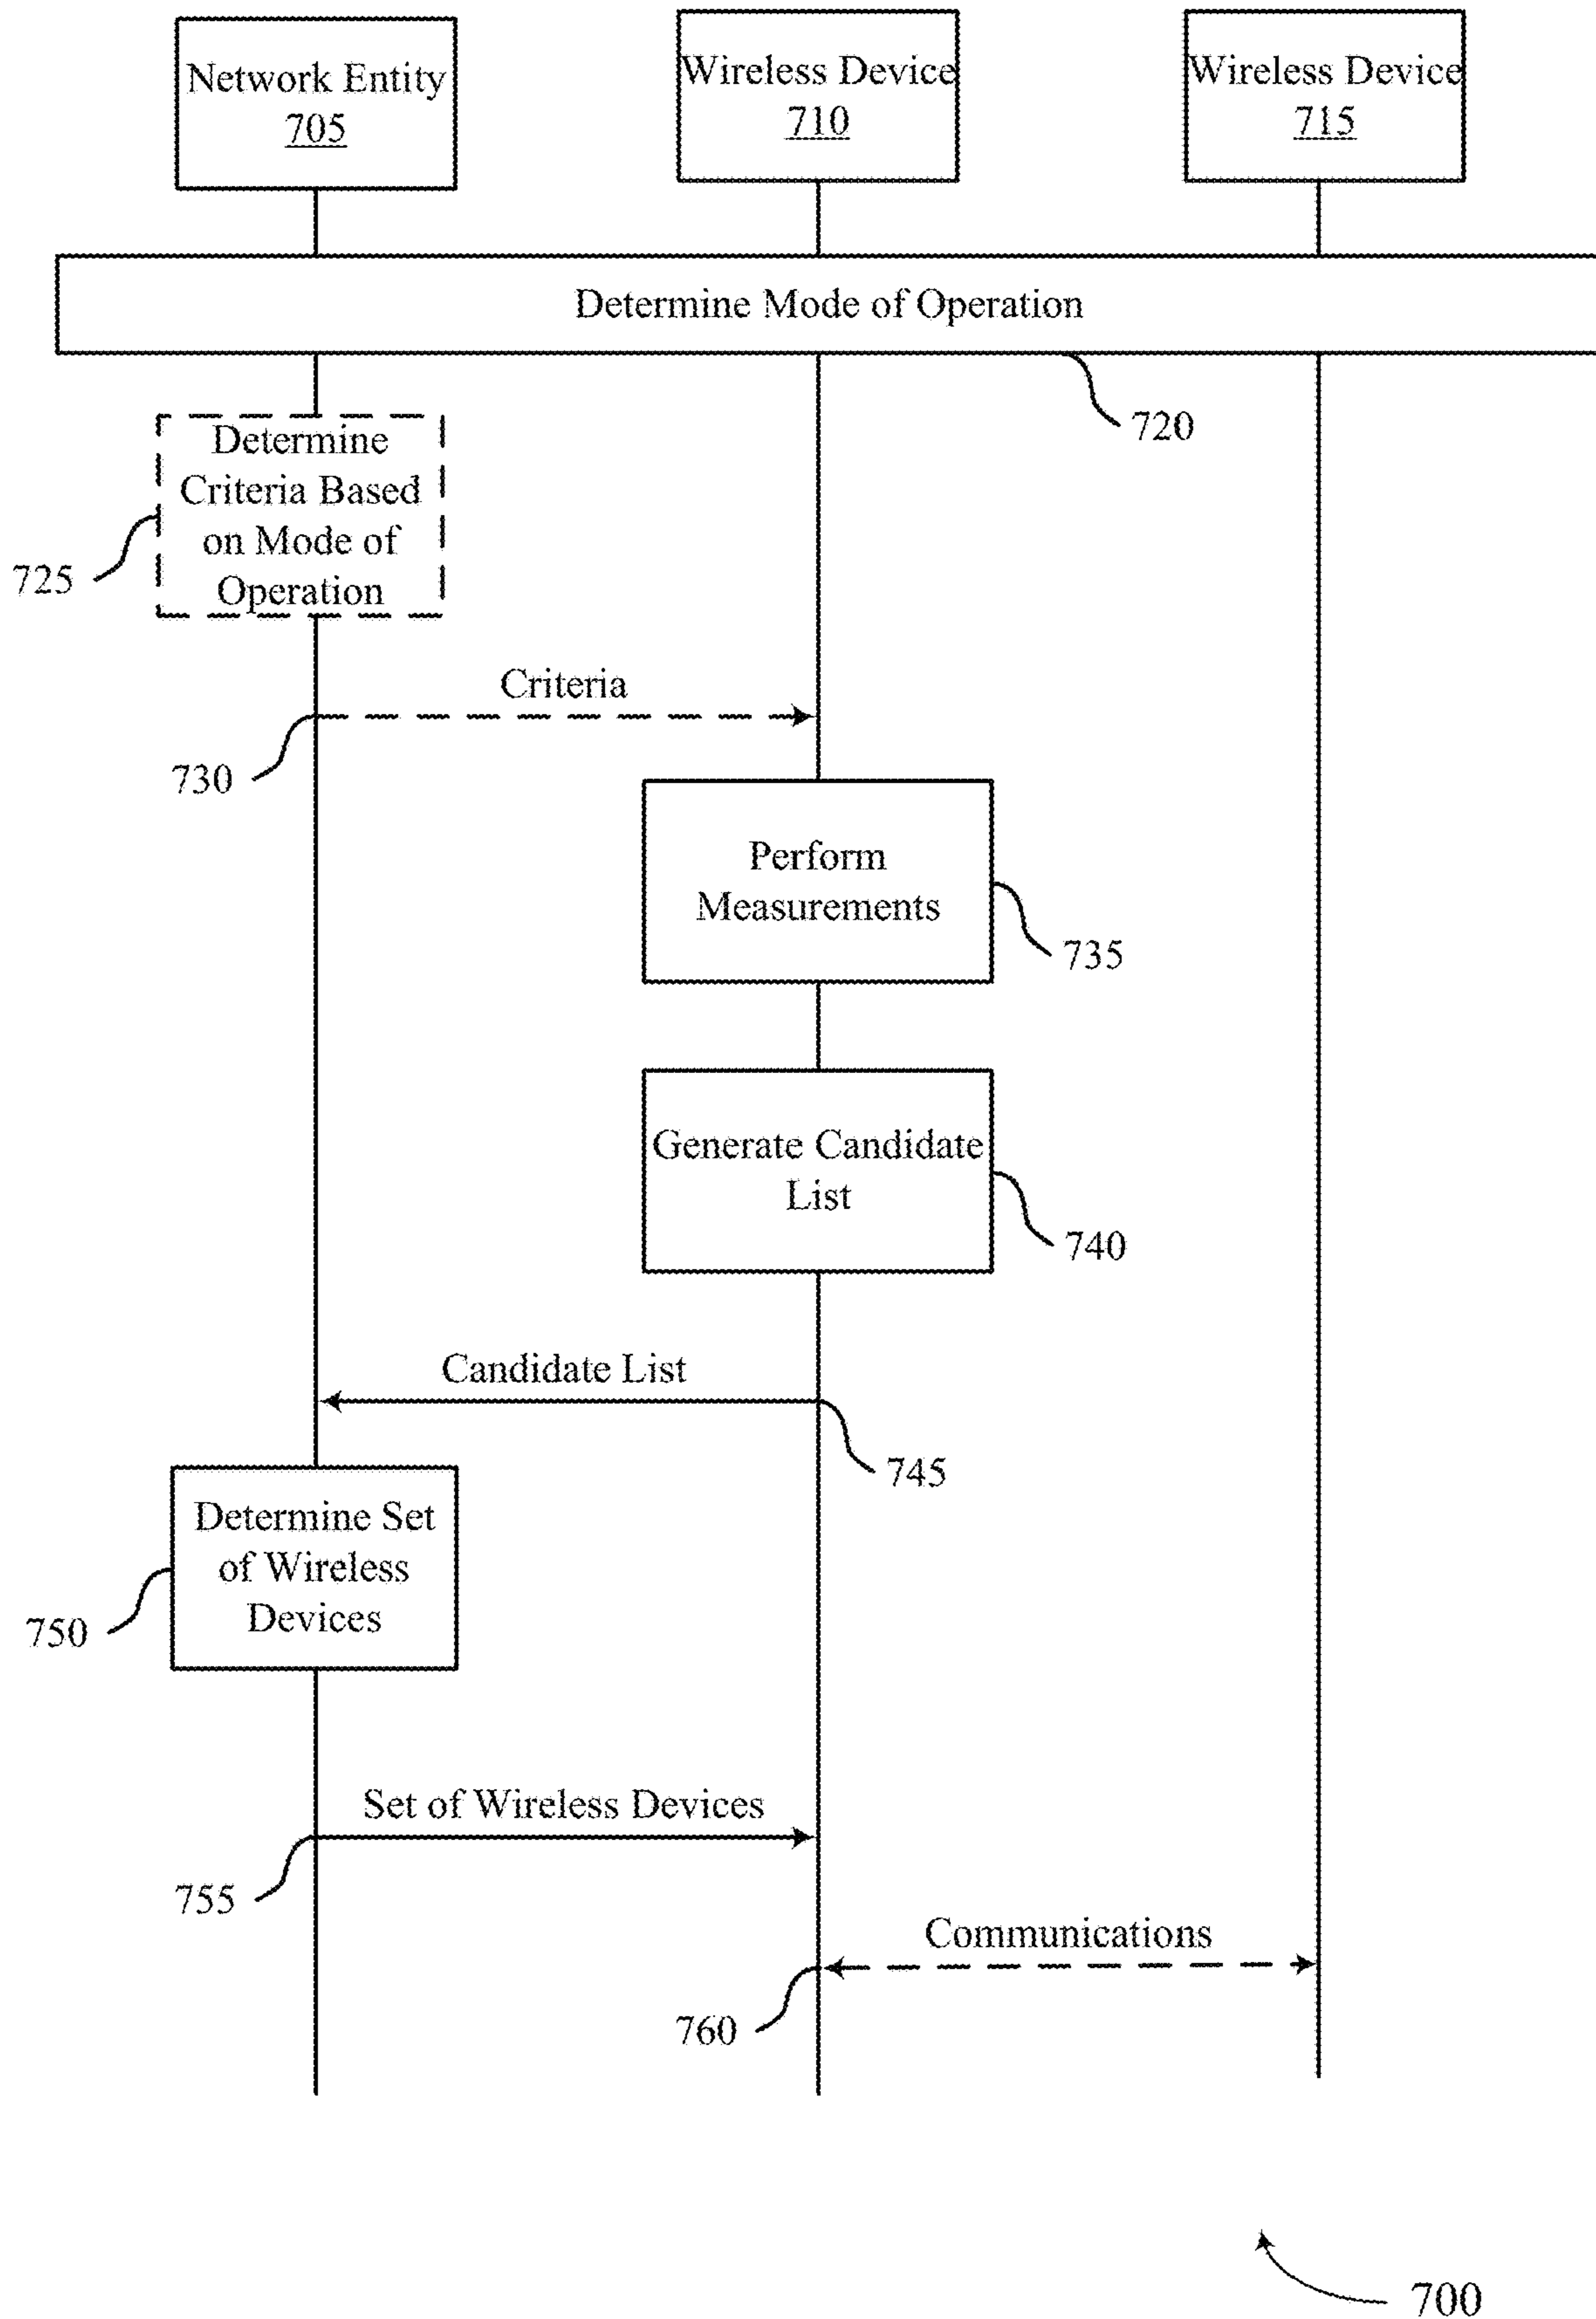 Network Entity
705
Wireless Device
710
Wireless Device
715
Determine Mode of Operation
720
Determine
Criteria Based
on Mode of
Operation
725
Criteria
730
Perform
Measurements
735
Generate Candidate
List
740
Candidate List
745
Determine Set
of Wireless
Devices
750
Set of Wireless Devices
755
Communications
760
700